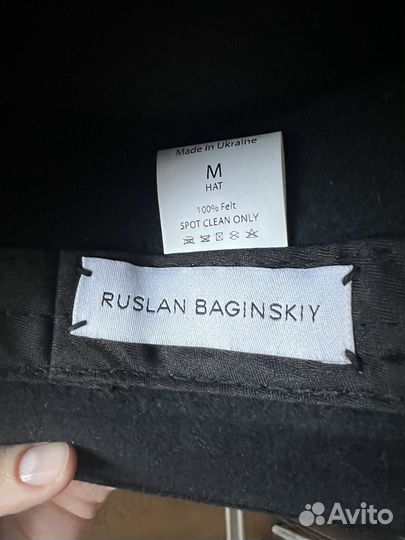 Made in Ukraine
M
HAT
100% Felt
SPOT CLEAN ONLY
RUSLAN BAGINSKIY
Avito